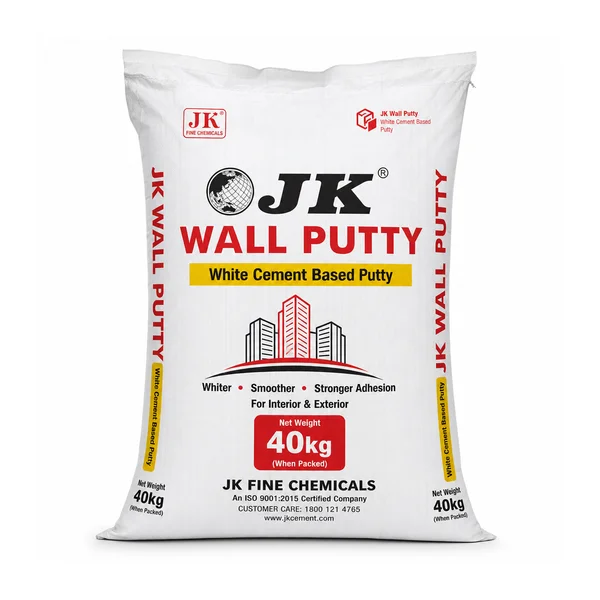 JK
FINE CHEMICALS
JK Wall Putty
White Cement Based
Putty
JK®
WALL PUTTY
White Cement Based Putty
Whiter • Smoother • Stronger Adhesion
For Interior & Exterior
Net Weight
40kg
(When Packed)
JK FINE CHEMICALS
An ISO 9001:2015 Certified Company
CUSTOMER CARE: 1800 121 4765
www.jkcement.com
JK WALL PUTTY
White Cement Based Putty
Net Weight
40kg
(When Packed)
JK WALL PUTTY
White Cement Based Putty
Net Weight
40kg
(When Packed)